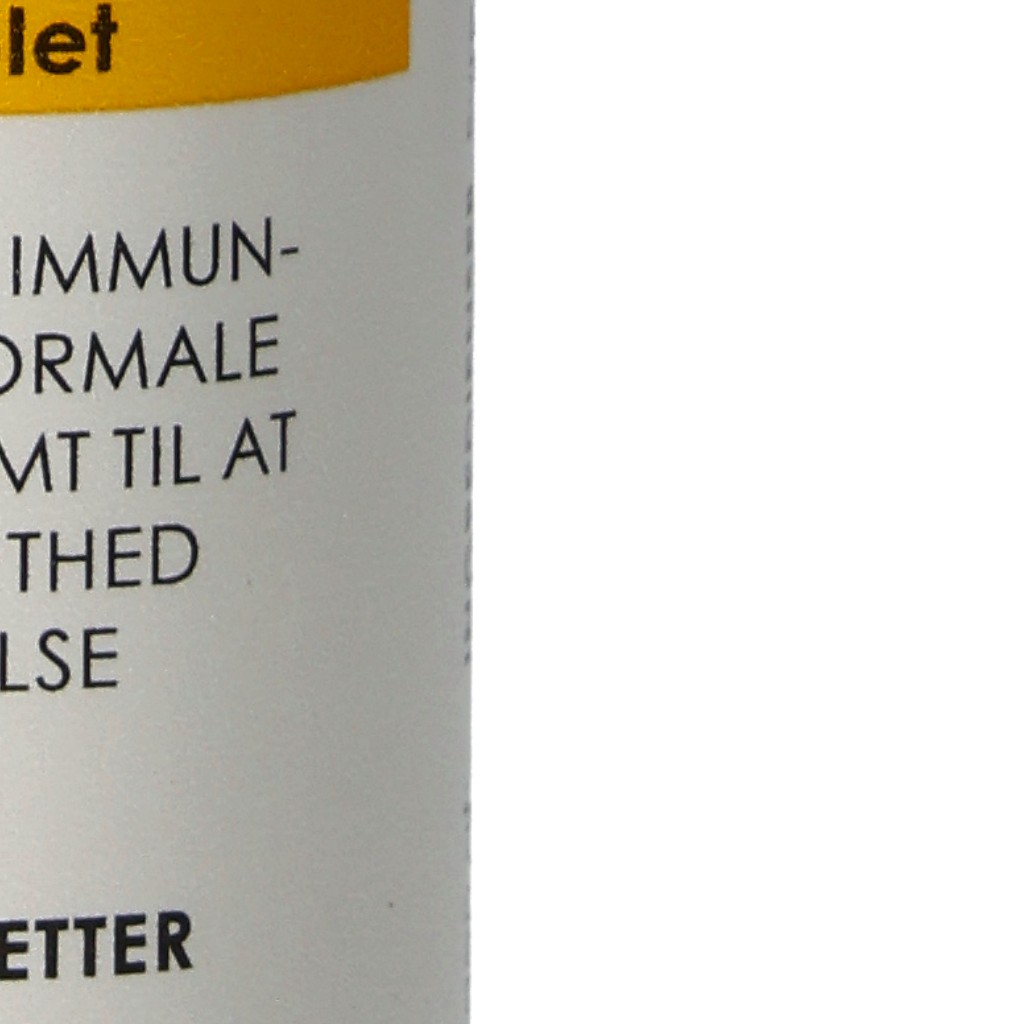 let
IMMUN-
ORMALE
MT TIL AT
THED
LSE
ETTER